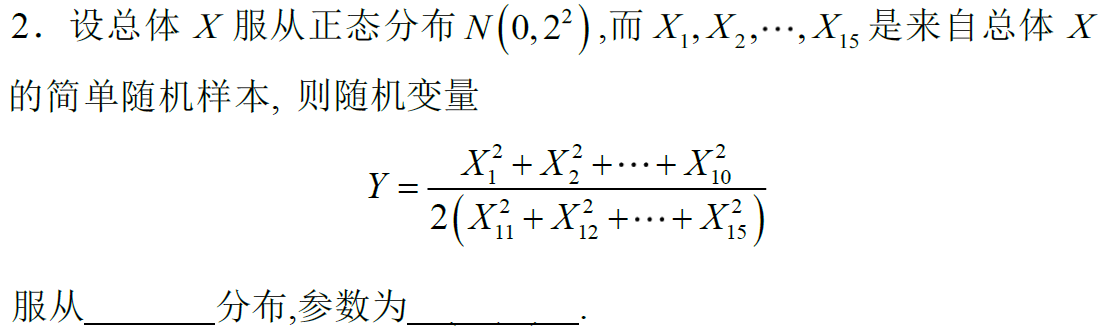 2. 设总体 X 服从正态分布 N(0,2²),而 X₁,X₂,⋯,X₁₅ 是来自总体 X
的简单随机样本, 则随机变量
Y = (X₁² + X₂² + ⋯ + X₁₀²) / (2(X₁₁² + X₁₂² + ⋯ + X₁₅²))
服从________分布,参数为__________.